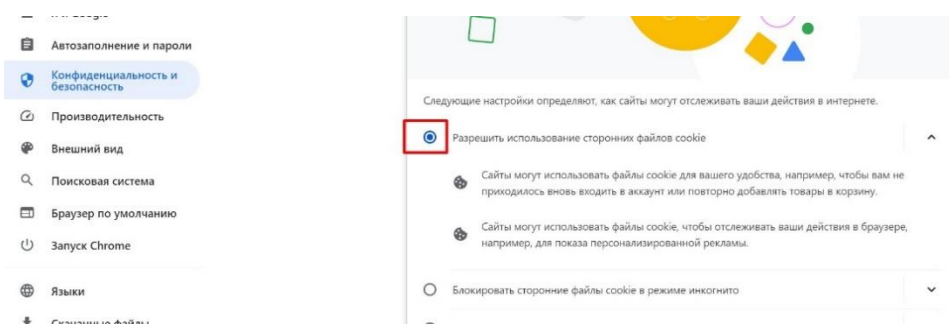 Автозаполнение и пароли
Конфиденциальность и
безопасность
Производительность
Внешний вид
Поисковая система
Браузер по умолчанию
Запуск Chrome
Языки
Скачанные файлы
Следующие настройки определяют, как сайты могут отслеживать ваши действия в интернете.
Разрешить использование сторонних файлов cookie
Сайты могут использовать файлы cookie для вашего удобства, например, чтобы вам не
приходилось вновь входить в аккаунт или повторно добавлять товары в корзину.
Сайты могут использовать файлы cookie, чтобы отслеживать ваши действия в браузере,
например, для показа персонализированной рекламы.
Блокировать сторонние файлы cookie в режиме инкогнито